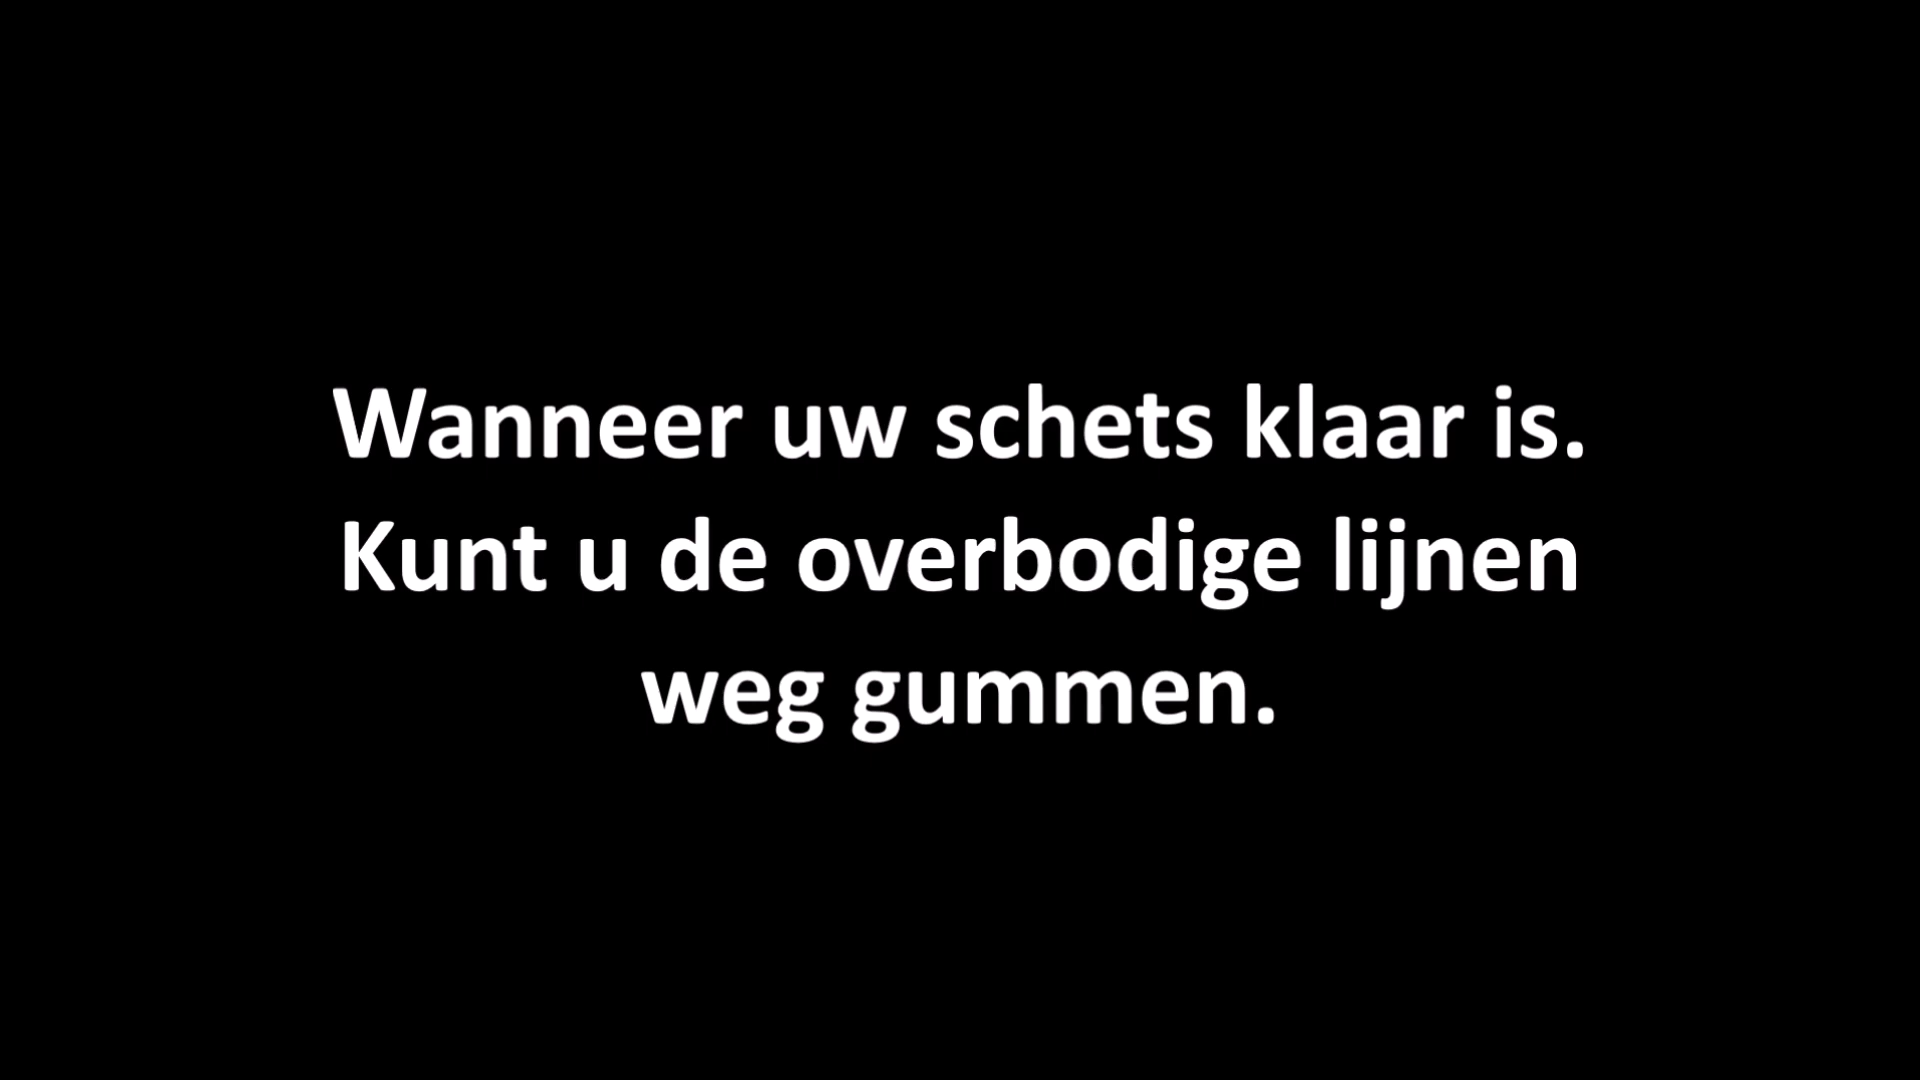 Wanneer uw schets klaar is.
Kunt u de overbodige lijnen
weg gummen.